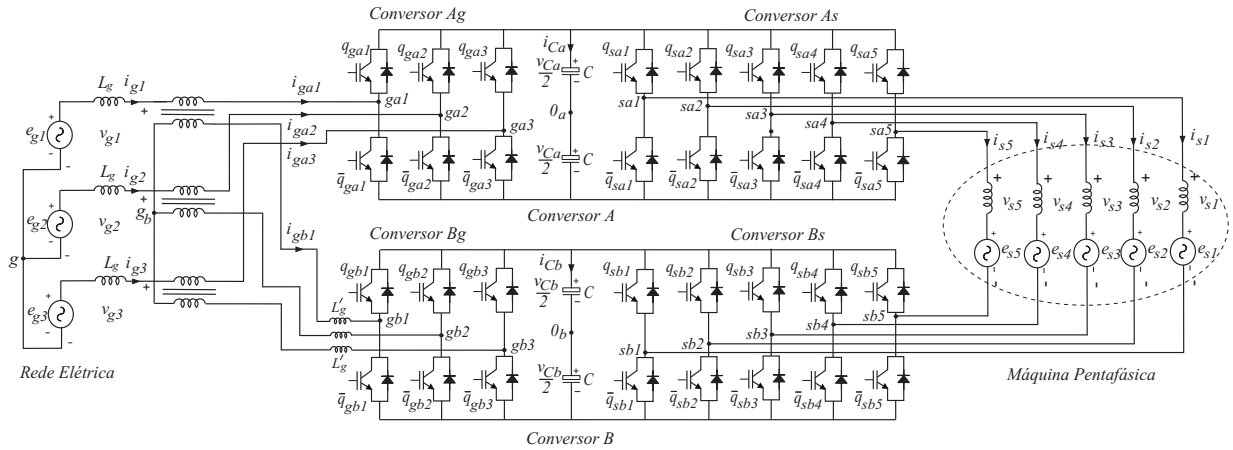 Conversor Ag
Conversor As
q_ga1
q_ga2
q_ga3
i_Ca
v_Ca/2
+
-
C
q_sa1
q_sa2
q_sa3
q_sa4
q_sa5
L_g
i_g1
i_ga1
ga1
ga2
ga3
i_ga2
i_ga3
0_a
sa1
sa2
sa3
sa4
sa5
e_g1
+
-
v_g1
q̅_ga1
q̅_ga2
q̅_ga3
v_Ca/2
+
-
C
q̅_sa1
q̅_sa2
q̅_sa3
q̅_sa4
q̅_sa5
i_s5
i_s4
i_s3
i_s2
i_s1
Conversor A
L_g
i_g2
e_g2
+
-
v_g2
g_b
g
v_s5
v_s4
v_s3
v_s2
v_s1
e_s5
e_s4
e_s3
e_s2
e_s1
Conversor Bg
Conversor Bs
i_gb1
q_gb1
q_gb2
q_gb3
i_Cb
v_Cb/2
+
-
C
q_sb1
q_sb2
q_sb3
q_sb4
q_sb5
L_g
i_g3
e_g3
+
-
v_g3
L'_g
gb1
gb2
gb3
0_b
sb1
sb2
sb3
sb4
sb5
L'_g
q̅_gb1
q̅_gb2
q̅_gb3
v_Cb/2
+
-
C
q̅_sb1
q̅_sb2
q̅_sb3
q̅_sb4
q̅_sb5
Rede Elétrica
Máquina Pentafásica
Conversor B